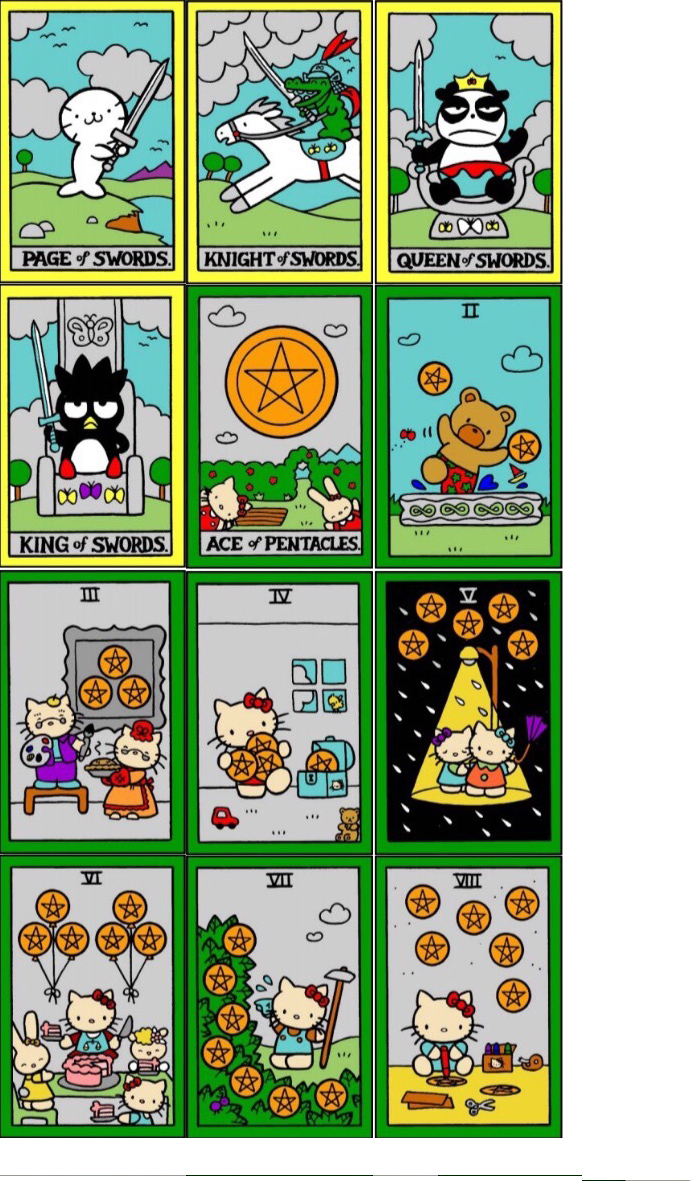 PAGE of SWORDS.
KNIGHT of SWORDS.
QUEEN of SWORDS.
KING of SWORDS.
ACE of PENTACLES.
II
III
IV
V
VI
VII
VIII